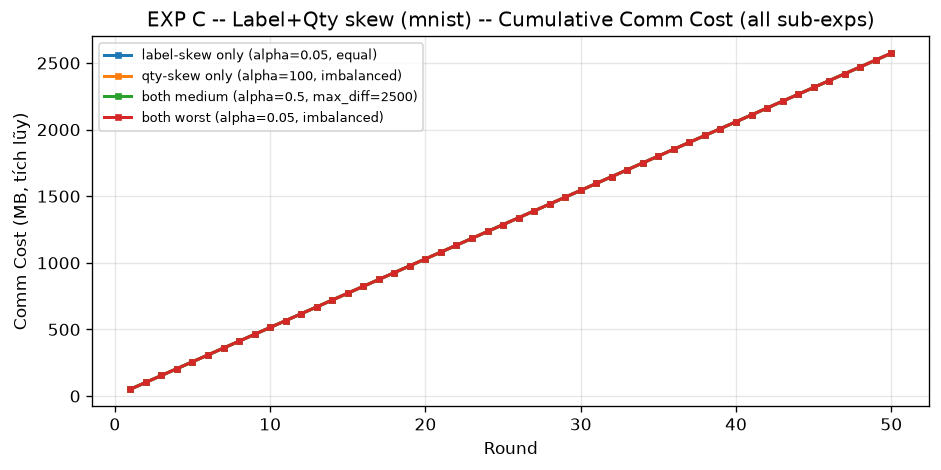 EXP C -- Label+Qty skew (mnist) -- Cumulative Comm Cost (all sub-exps)
label-skew only (alpha=0.05, equal)
qty-skew only (alpha=100, imbalanced)
both medium (alpha=0.5, max_diff=2500)
both worst (alpha=0.05, imbalanced)
Comm Cost (MB, tích lũy)
2500
2000
1500
1000
500
0
0 10 20 30 40 50
Round